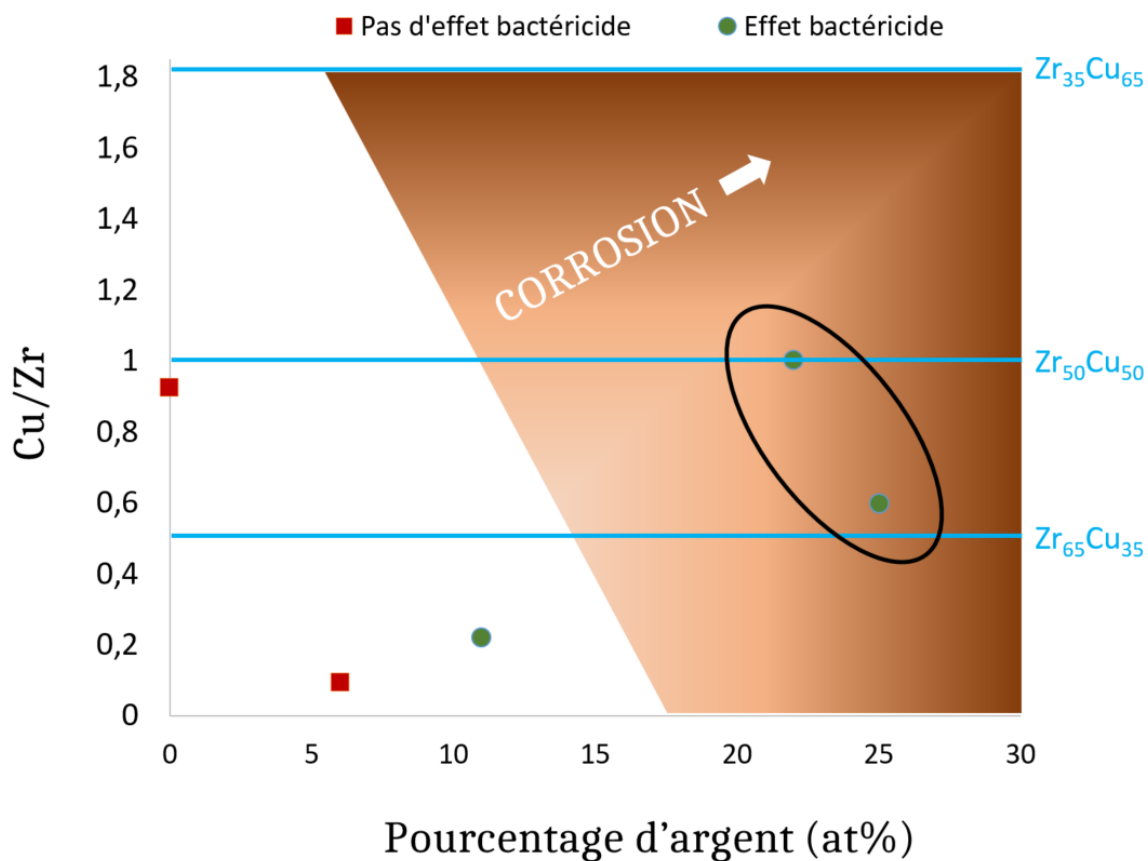 Pas d'effet bactéricide
Effet bactéricide
Zr35Cu65
1,8
1,6
1,4
1,2
1
0,8
0,6
0,4
0,2
0
Cu/Zr
CORROSION
Zr50Cu50
Zr65Cu35
0 5 10 15 20 25 30
Pourcentage d’argent (at%)